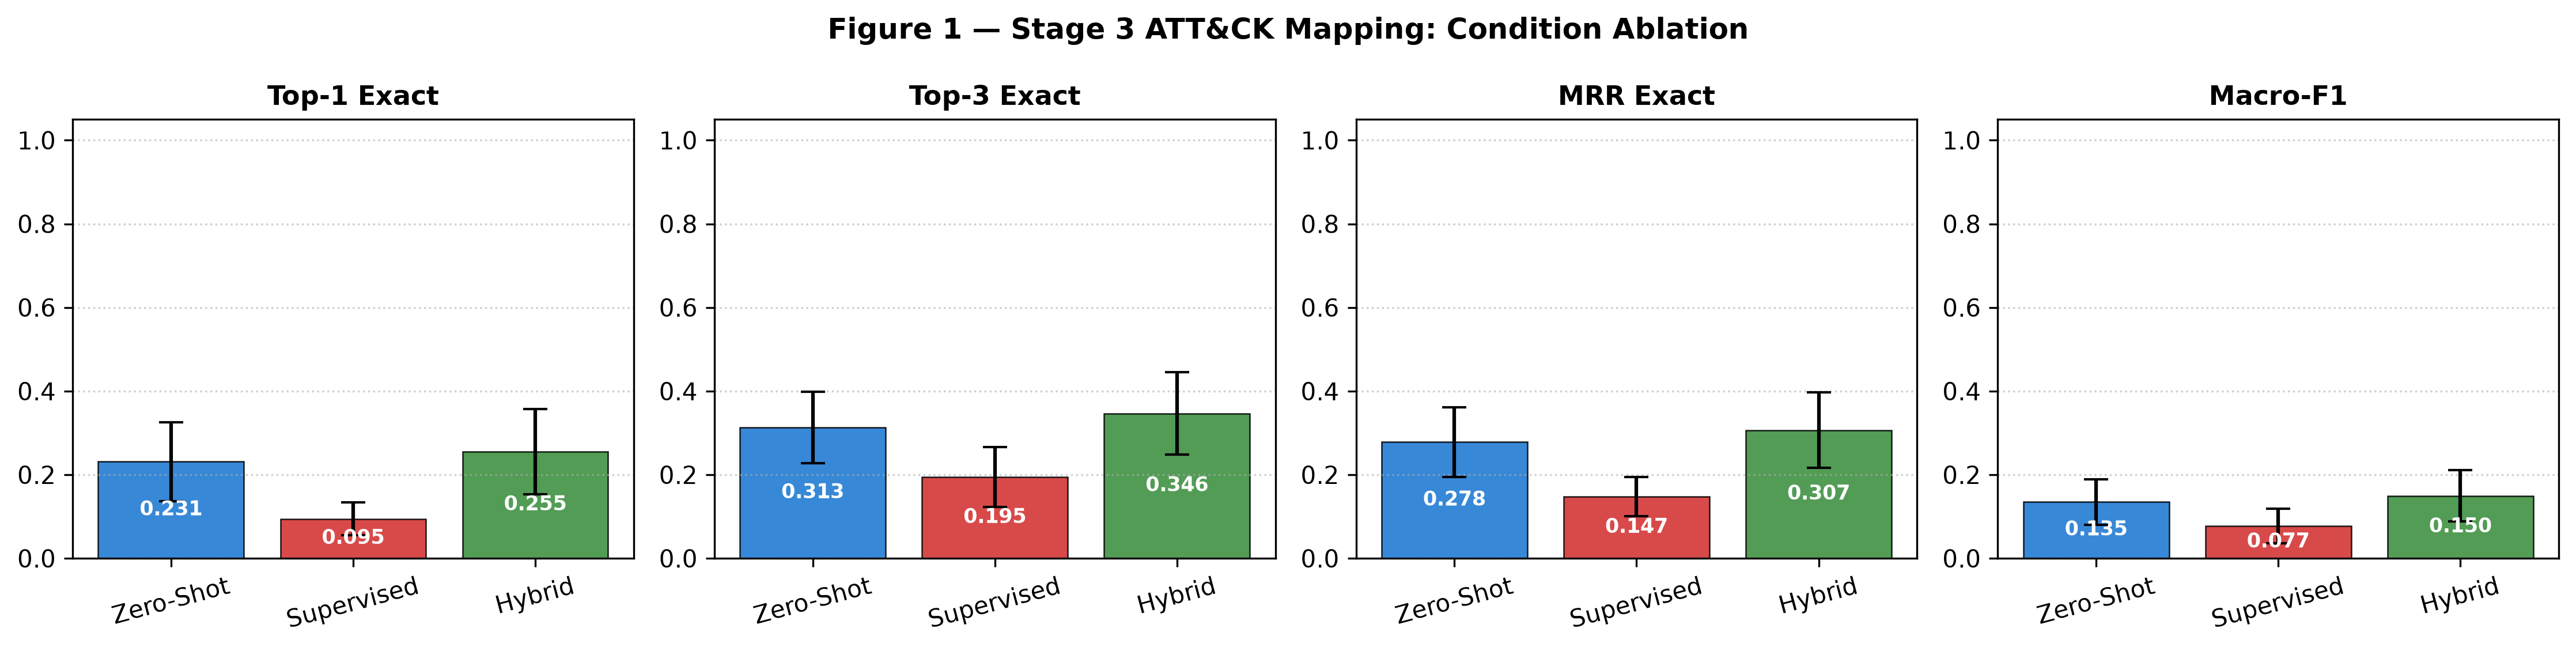 Figure 1 — Stage 3 ATT&CK Mapping: Condition Ablation
Top-1 Exact
1.0
0.8
0.6
0.4
0.2
0.0
0.231
0.095
0.255
Zero-Shot
Supervised
Hybrid
Top-3 Exact
1.0
0.8
0.6
0.4
0.2
0.0
0.313
0.195
0.346
Zero-Shot
Supervised
Hybrid
MRR Exact
1.0
0.8
0.6
0.4
0.2
0.0
0.278
0.147
0.307
Zero-Shot
Supervised
Hybrid
Macro-F1
1.0
0.8
0.6
0.4
0.2
0.0
0.135
0.077
0.150
Zero-Shot
Supervised
Hybrid